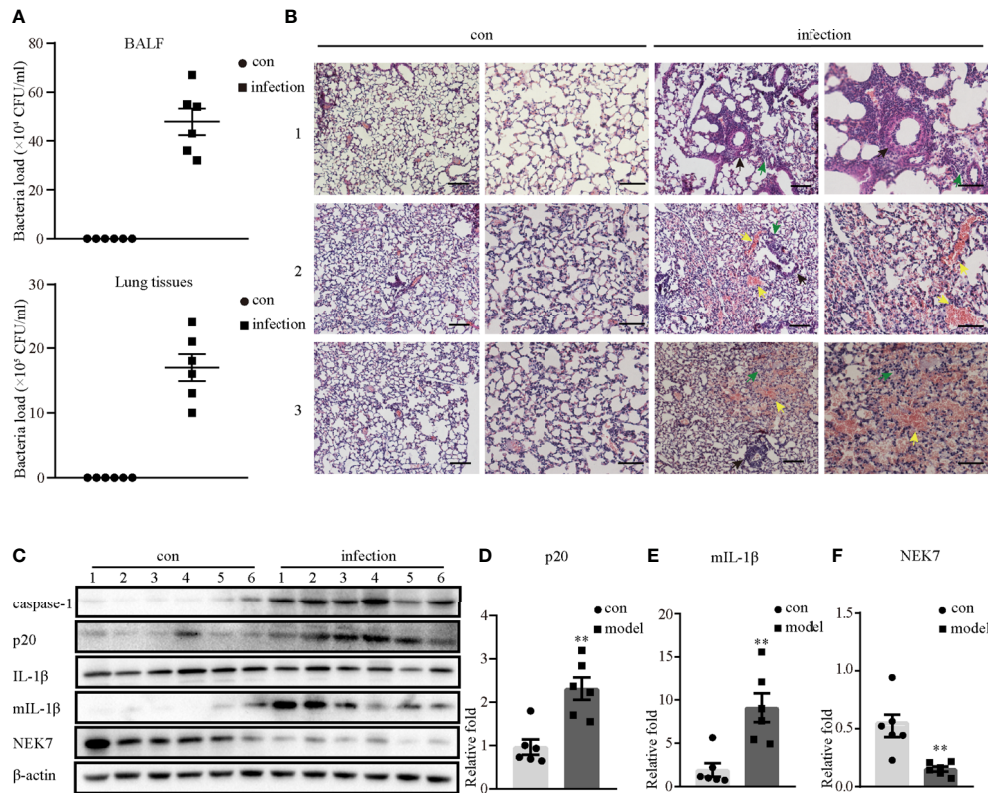 A
BALF
80
60
40
20
0
Bacteria load (×10⁴ CFU/ml)
con
infection
Lung tissues
30
20
10
0
Bacteria load (×10⁵ CFU/ml)
con
infection
B
con
infection
1
2
3
C
con
infection
1 2 3 4 5 6 1 2 3 4 5 6
caspase-1
p20
IL-1β
mIL-1β
NEK7
β-actin
D
p20
con
model
**
4
3
2
1
0
Relative fold
E
mIL-1β
con
model
**
20
15
10
5
0
Relative fold
F
NEK7
con
model
**
1.5
1.0
0.5
0.0
Relative fold